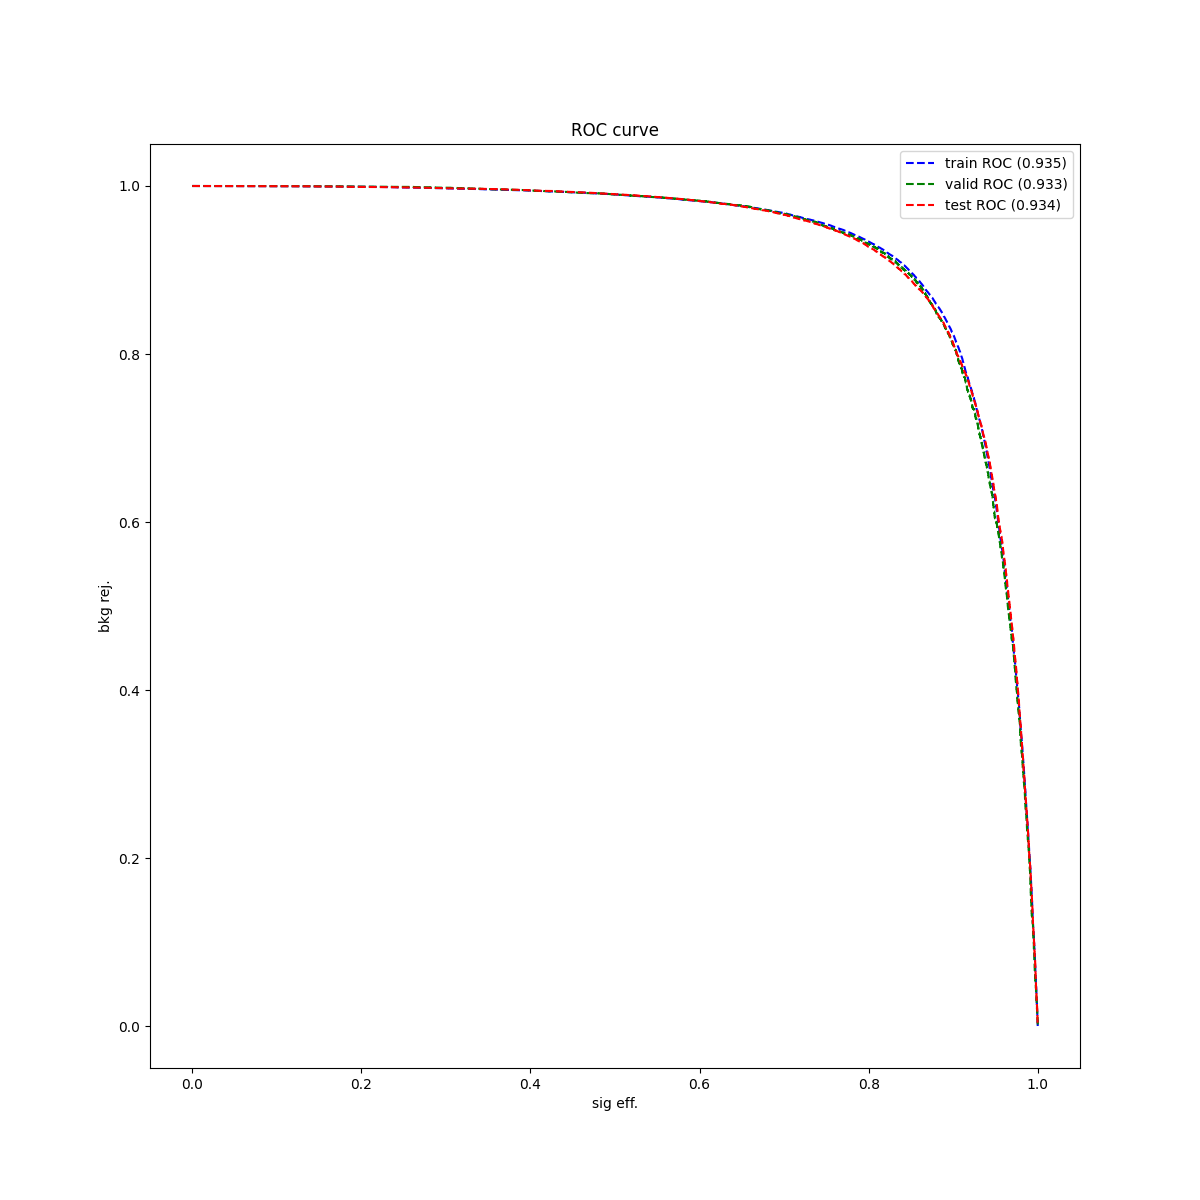 ROC curve
train ROC (0.935)
valid ROC (0.933)
test ROC (0.934)
1.0
0.8
0.6
0.4
0.2
0.0
bkg rej.
0.0 0.2 0.4 0.6 0.8 1.0
sig eff.